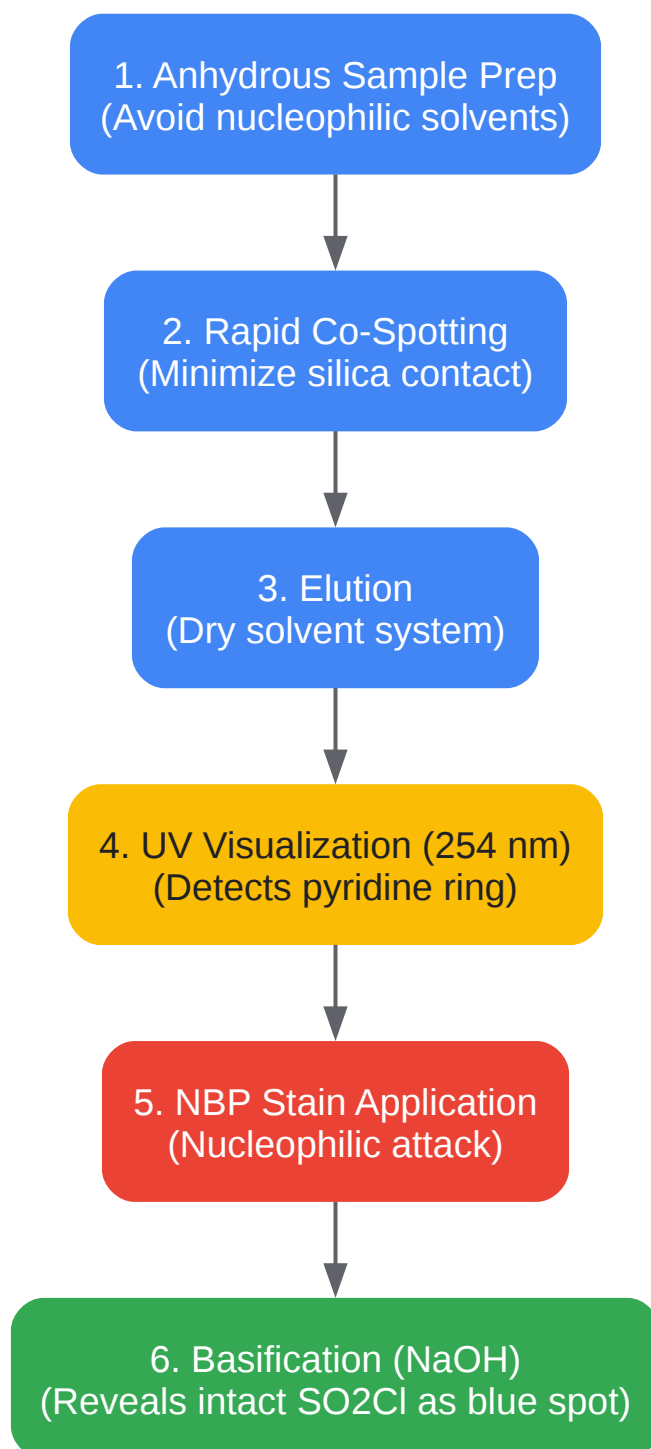 1. Anhydrous Sample Prep
(Avoid nucleophilic solvents)
2. Rapid Co-Spotting
(Minimize silica contact)
3. Elution
(Dry solvent system)
4. UV Visualization (254 nm)
(Detects pyridine ring)
5. NBP Stain Application
(Nucleophilic attack)
6. Basification (NaOH)
(Reveals intact SO2Cl as blue spot)